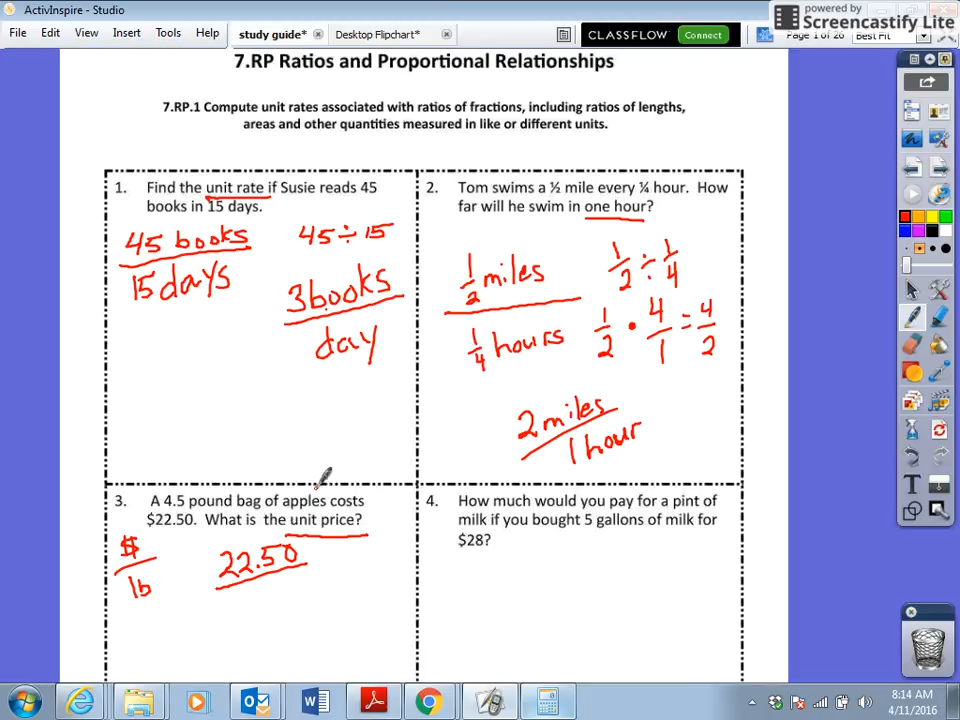 ActivInspire - Studio
powered by
Screencastify Lite
File Edit View Insert Tools Help
study guide*
Desktop Flipchart*
CLASSFLOW
Connect
Page 1 of 26
Best Fit
7.RP Ratios and Proportional Relationships
7.RP.1 Compute unit rates associated with ratios of fractions, including ratios of lengths,
areas and other quantities measured in like or different units.
1. Find the unit rate if Susie reads 45
books in 15 days.
45 books
15 days
45 ÷ 15
3 books
day
2. Tom swims a ½ mile every ¼ hour. How
far will he swim in one hour?
1/2 miles
1/4 hours
1/2 ÷ 1/4
1/2 • 4/1 = 4/2
2 miles
1 hour
3. A 4.5 pound bag of apples costs
$22.50. What is the unit price?
$
lb
22.50
4. How much would you pay for a pint of
milk if you bought 5 gallons of milk for
$28?
8:14 AM
4/11/2016